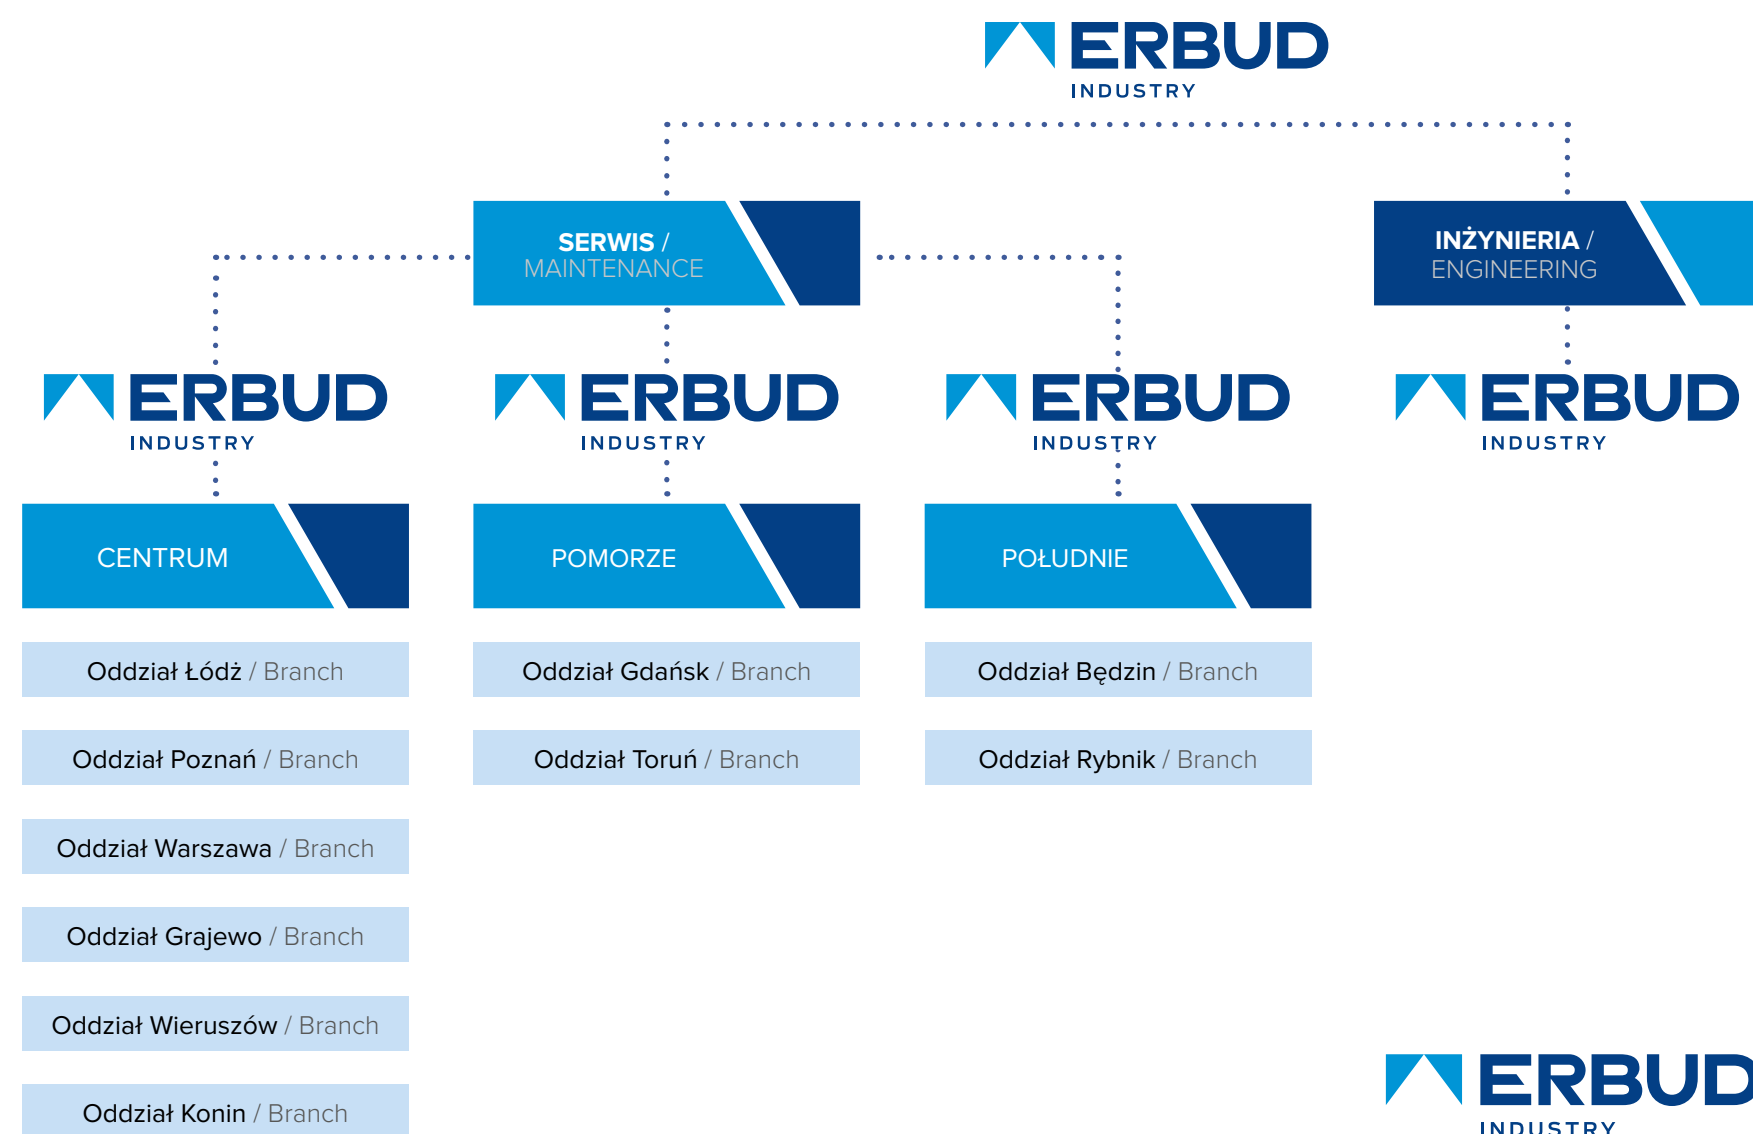 ERBUD
INDUSTRY
SERWIS /
MAINTENANCE
INŻYNIERIA /
ENGINEERING
ERBUD
INDUSTRY
ERBUD
INDUSTRY
ERBUD
INDUSTRY
ERBUD
INDUSTRY
CENTRUM
POMORZE
POŁUDNIE
Oddział Łódż / Branch
Oddział Gdańsk / Branch
Oddział Będzin / Branch
Oddział Poznań / Branch
Oddział Toruń / Branch
Oddział Rybnik / Branch
Oddział Warszawa / Branch
Oddział Grajewo / Branch
Oddział Wieruszów / Branch
Oddział Konin / Branch
ERBUD
INDUSTRY